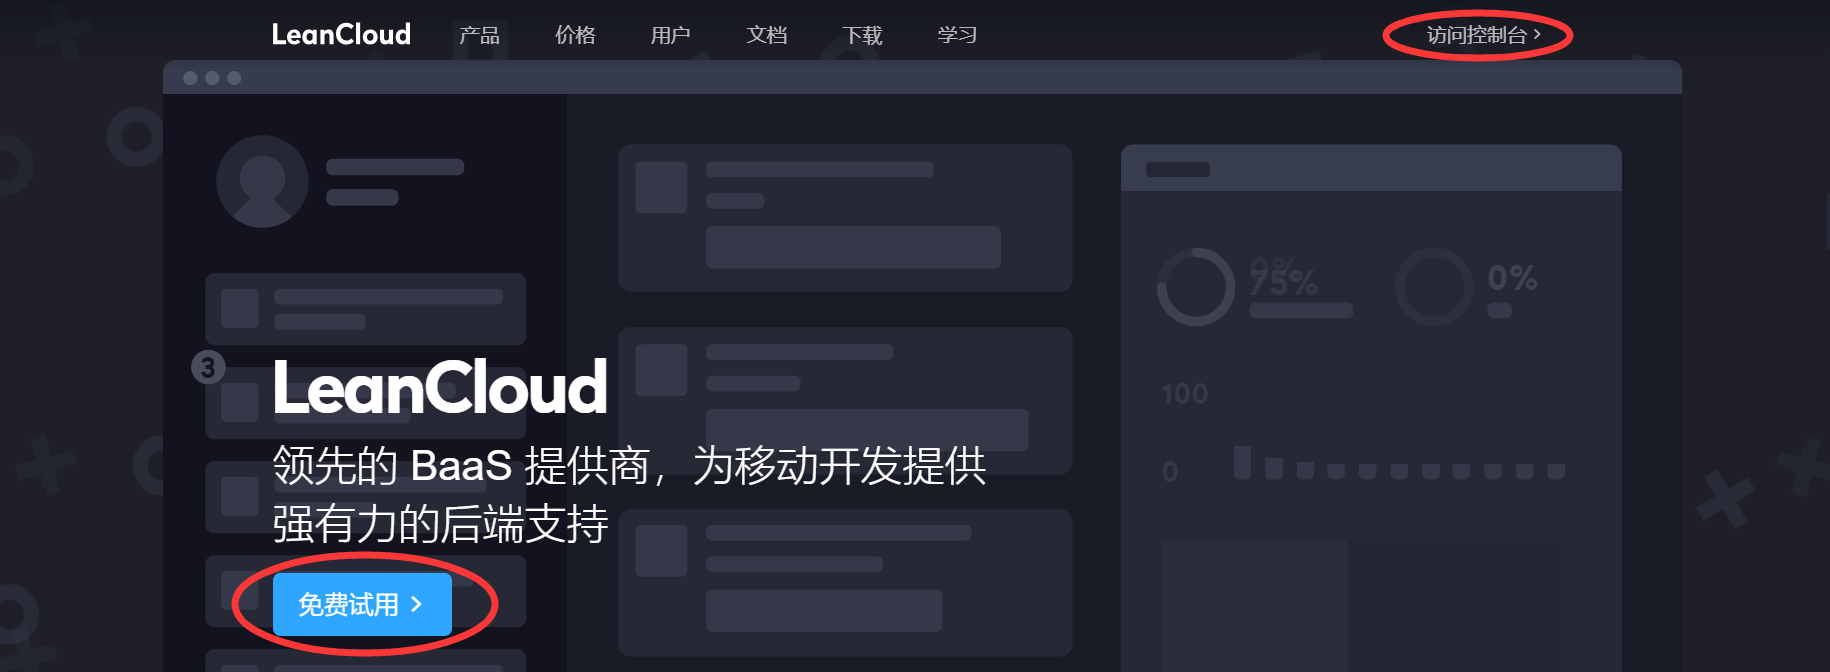 LeanCloud 产品 价格 用户 文档 下载 学习 访问控制台 ›
0%
75%
0%
3
LeanCloud
100
领先的 BaaS 提供商，为移动开发提供
0
强有力的后端支持
免费试用 ›